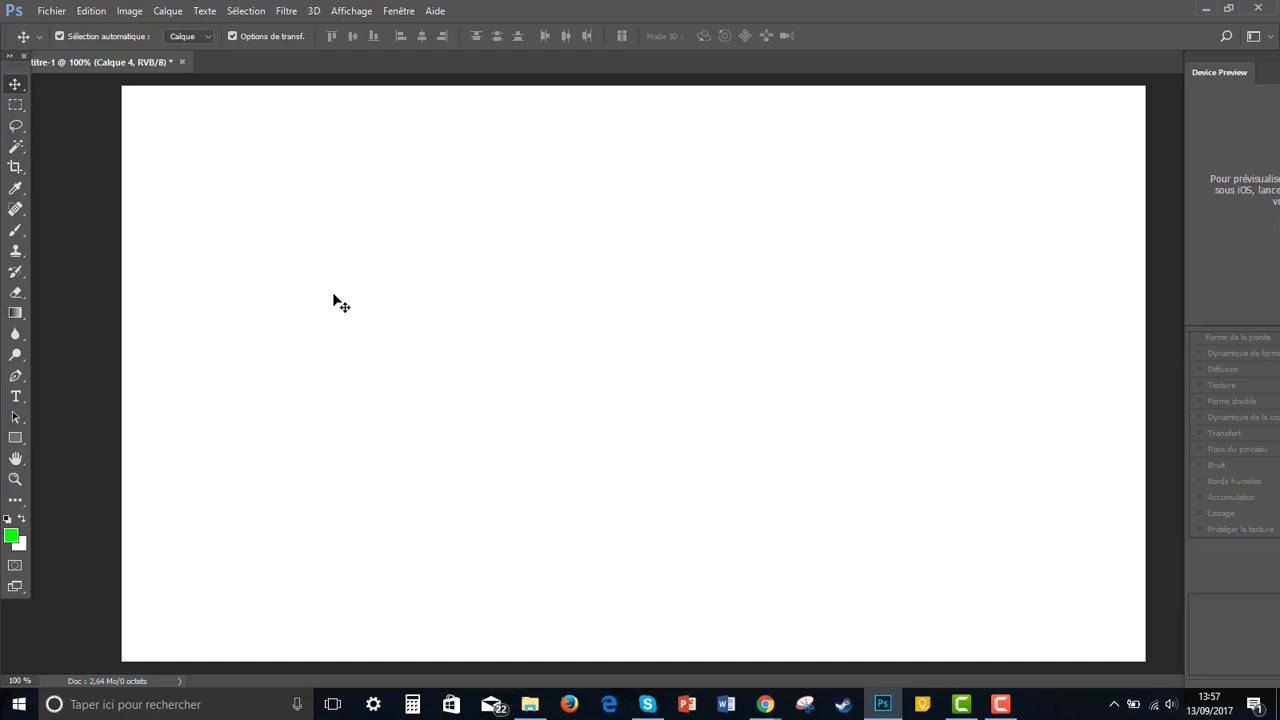 Ps Fichier Edition Image Calque Texte Sélection Filtre 3D Affichage Fenêtre Aide
Sélection automatique : Calque Options de transf. Mode 3D :
titre-1 @ 100% (Calque 4, RVB/8) * ×
Device Preview
Pour prévisualise
sous iOS, lance
vo
Forme de la pointe
Dynamique de forme
Diffusion
Texture
Forme double
Dynamique de la cou
Transfert
Pose du pinceau
Bruit
Bords humides
Accumulation
Lissage
Protéger la texture
T
100 % Doc : 2,64 Mo/0 octets
Taper ici pour rechercher
22
13:57
13/09/2017
1